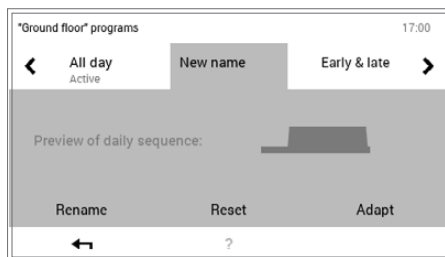 "Ground floor" programs 17:00
All day New name Early & late
Active
Preview of daily sequence:
Rename Reset Adapt
?